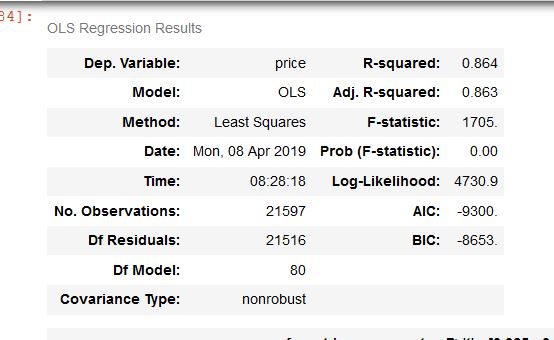 84]:
OLS Regression Results
Dep. Variable: price R-squared: 0.864
Model: OLS Adj. R-squared: 0.863
Method: Least Squares F-statistic: 1705.
Date: Mon, 08 Apr 2019 Prob (F-statistic): 0.00
Time: 08:28:18 Log-Likelihood: 4730.9
No. Observations: 21597 AIC: -9300.
Df Residuals: 21516 BIC: -8653.
Df Model: 80
Covariance Type: nonrobust